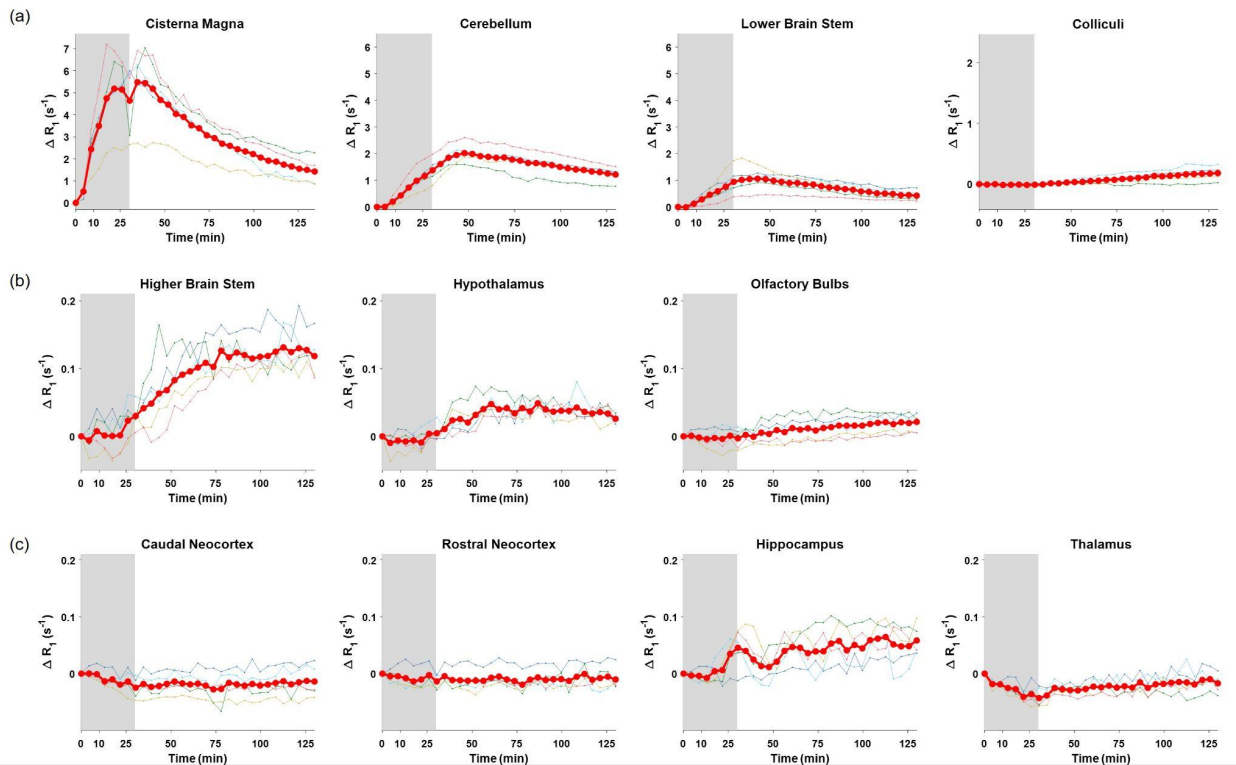 (a)
Cisterna Magna
Cerebellum
Lower Brain Stem
Colliculi
7
6
5
4
3
2
1
0
Δ R1 (s-1)
0 10 25 50 75 100 125
Time (min)
6
5
4
3
2
1
0
Δ R1 (s-1)
0 10 25 50 75 100 125
Time (min)
6
5
4
3
2
1
0
Δ R1 (s-1)
0 10 25 50 75 100 125
Time (min)
2
1
0
Δ R1 (s-1)
0 10 25 50 75 100 125
Time (min)
(b)
Higher Brain Stem
Hypothalamus
Olfactory Bulbs
0.2
0.1
0
Δ R1 (s-1)
0 10 25 50 75 100 125
Time (min)
0.2
0.1
0
Δ R1 (s-1)
0 10 25 50 75 100 125
Time (min)
0.2
0.1
0
Δ R1 (s-1)
0 10 25 50 75 100 125
Time (min)
(c)
Caudal Neocortex
Rostral Neocortex
Hippocampus
Thalamus
0.2
0.1
0
Δ R1 (s-1)
0 10 25 50 75 100 125
Time (min)
0.2
0.1
0
Δ R1 (s-1)
0 10 25 50 75 100 125
Time (min)
0.2
0.1
0
Δ R1 (s-1)
0 10 25 50 75 100 125
Time (min)
0.2
0.1
0
Δ R1 (s-1)
0 10 25 50 75 100 125
Time (min)